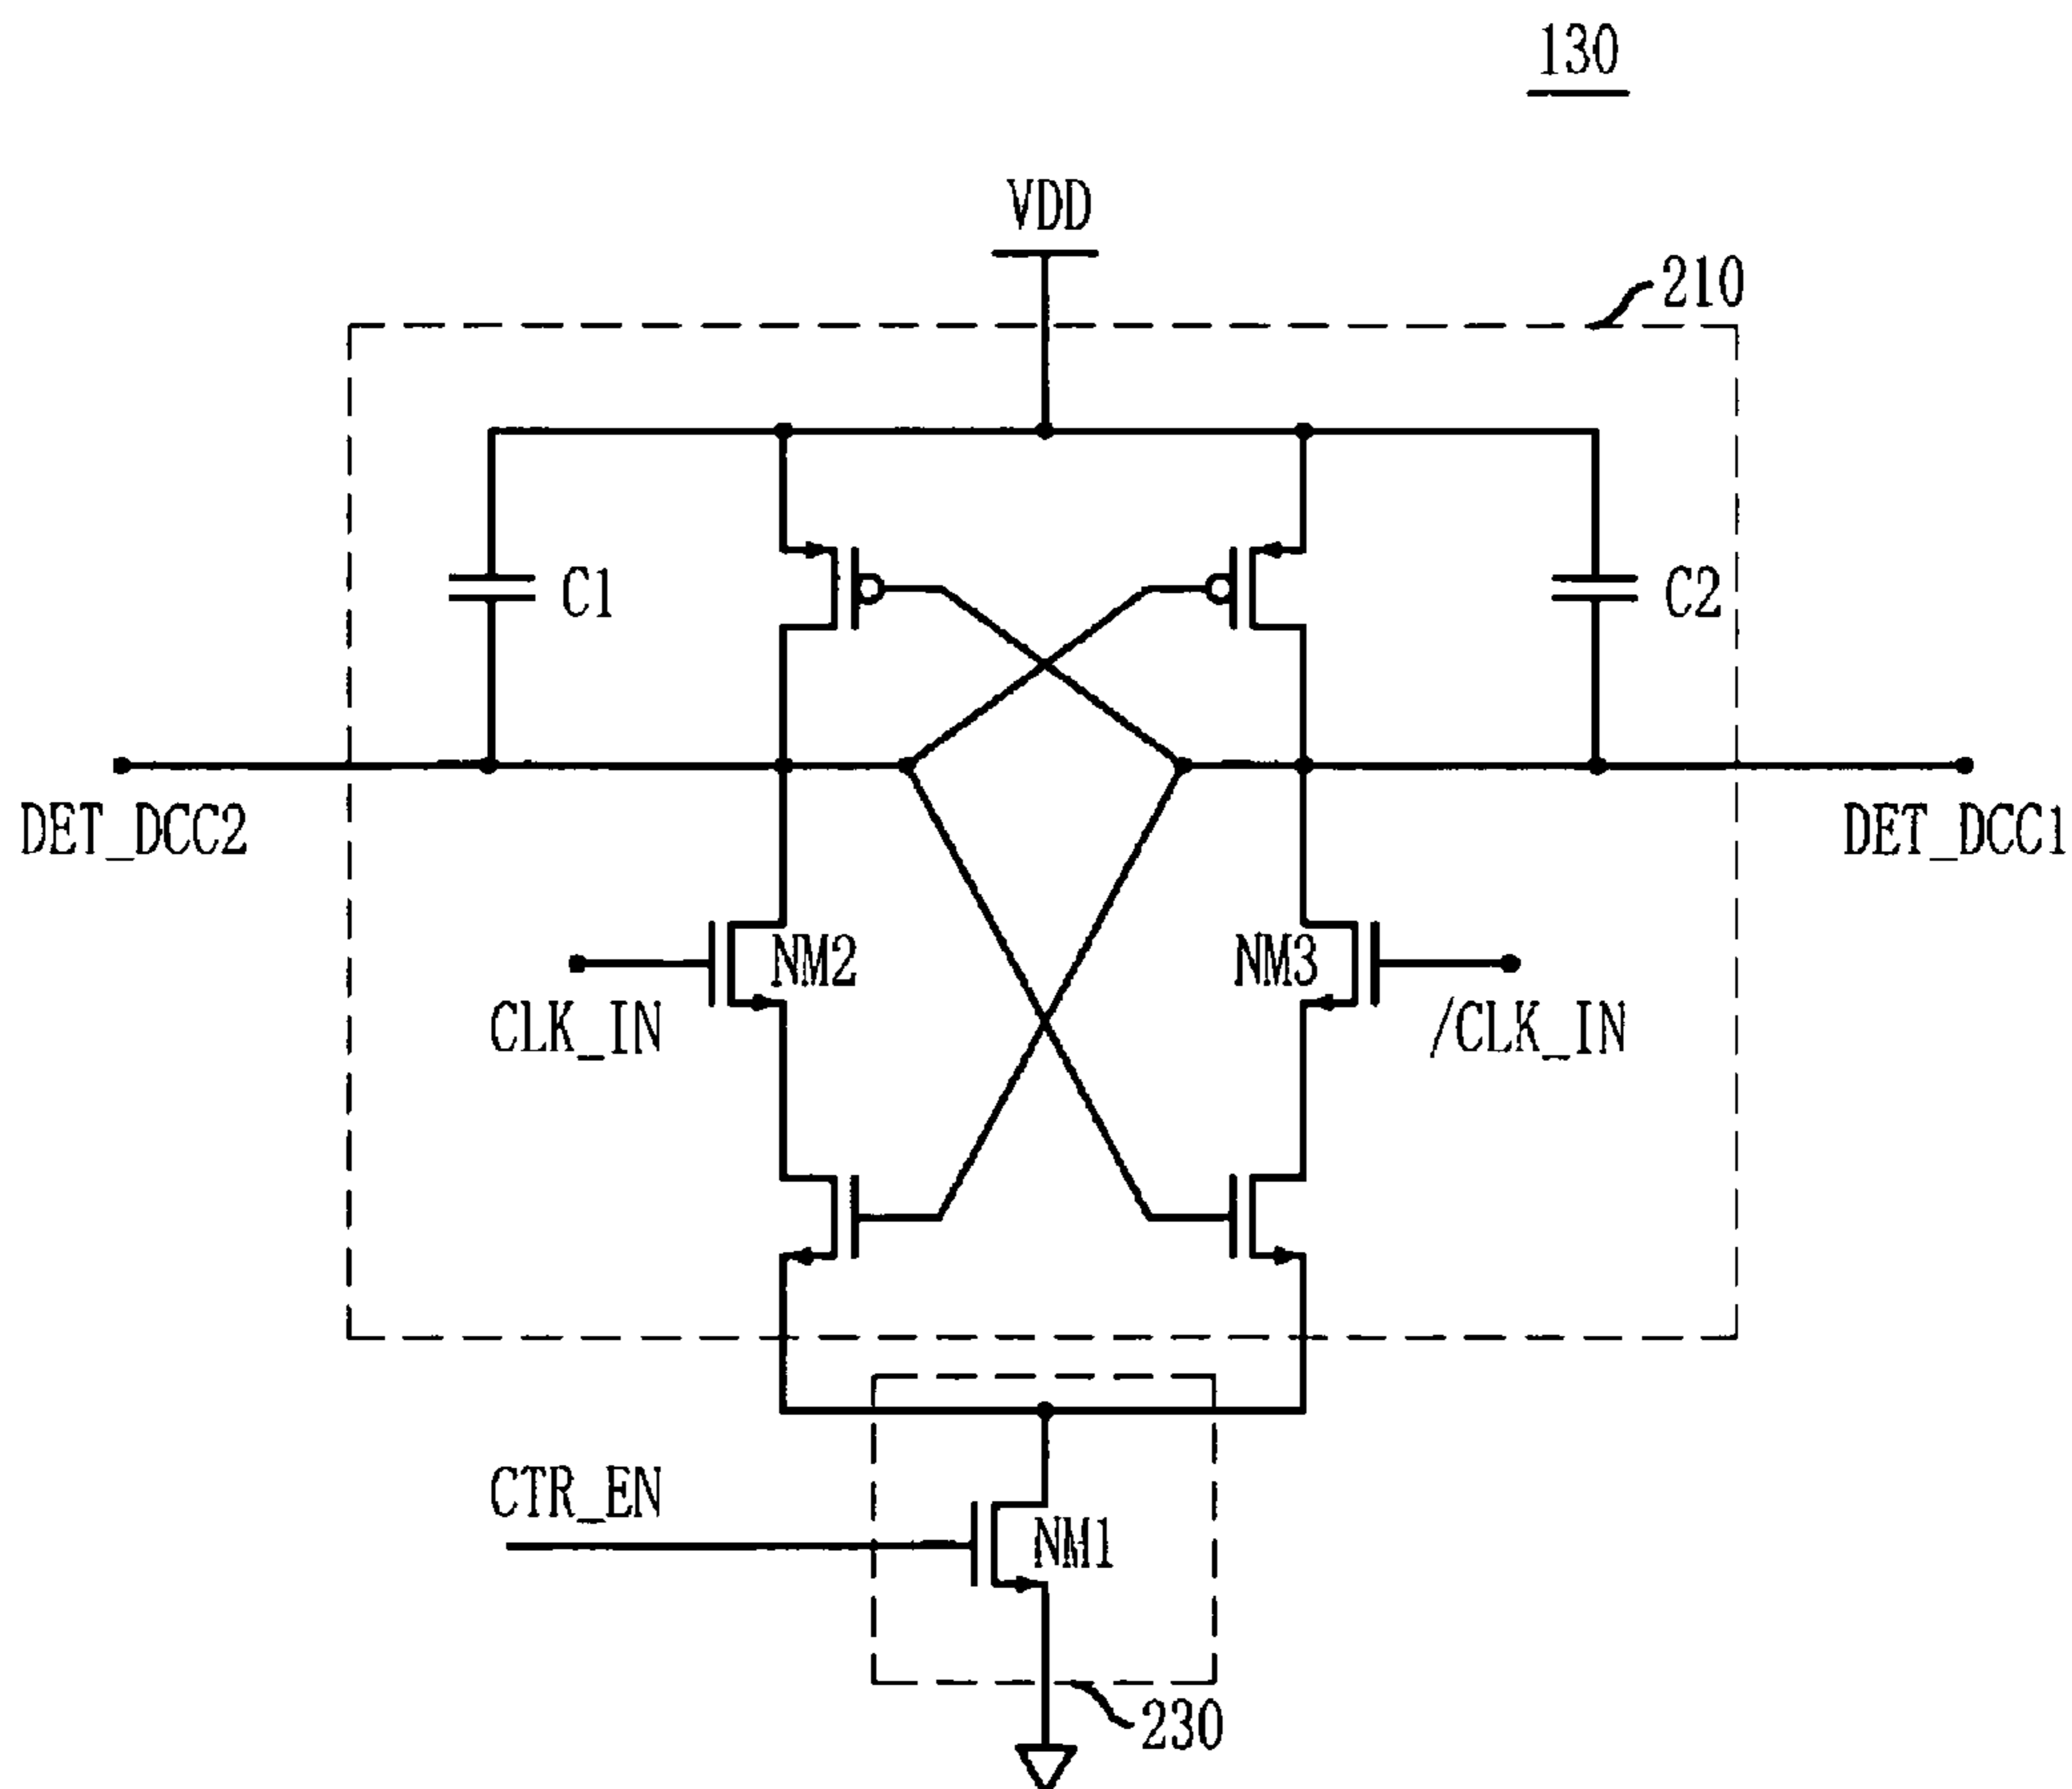 130
VDD
210
C1
C2
DET_DCC2
DET_DCC1
NM2
NM3
CLK_IN
/CLK_IN
CTR_EN
NM1
230